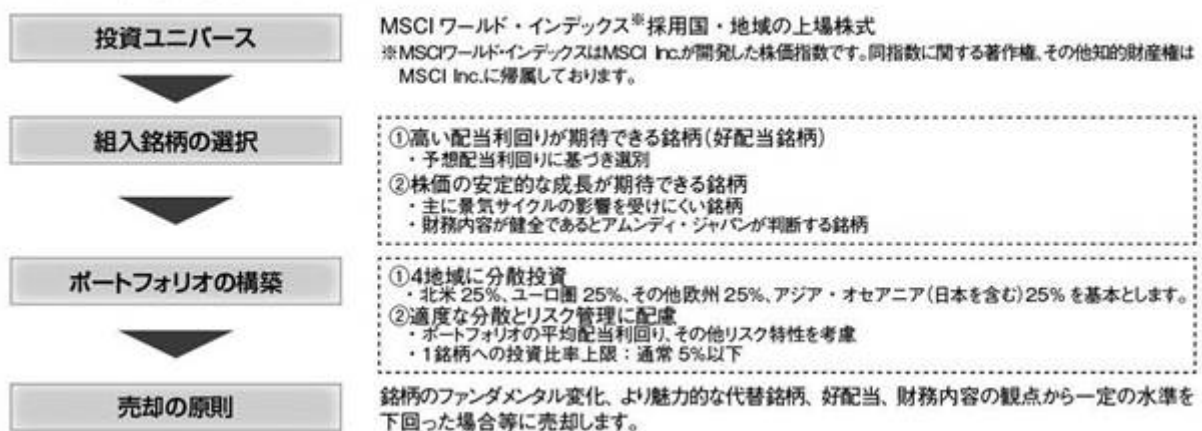 投資ユニバース
MSCI ワールド・インデックス※採用国・地域の上場株式
※MSCIワールド・インデックスはMSCI Inc.が開発した株価指数です。同指数に関する著作権、その他知的財産権は
MSCI Inc.に帰属しております。
組入銘柄の選択
①高い配当利回りが期待できる銘柄(好配当銘柄)
・予想配当利回りに基づき選別
②株価の安定的な成長が期待できる銘柄
・主に景気サイクルの影響を受けにくい銘柄
・財務内容が健全であるとアムンディ・ジャパンが判断する銘柄
ポートフォリオの構築
①4地域に分散投資
・北米 25%、ユーロ圏 25%、その他欧州 25%、アジア・オセアニア(日本を含む)25% を基本とします。
②適度な分散とリスク管理に配慮
・ポートフォリオの平均配当利回り、その他リスク特性を考慮
・1銘柄への投資比率上限:通常 5%以下
売却の原則
銘柄のファンダメンタル変化、より魅力的な代替銘柄、好配当、財務内容の観点から一定の水準を
下回った場合等に売却します。